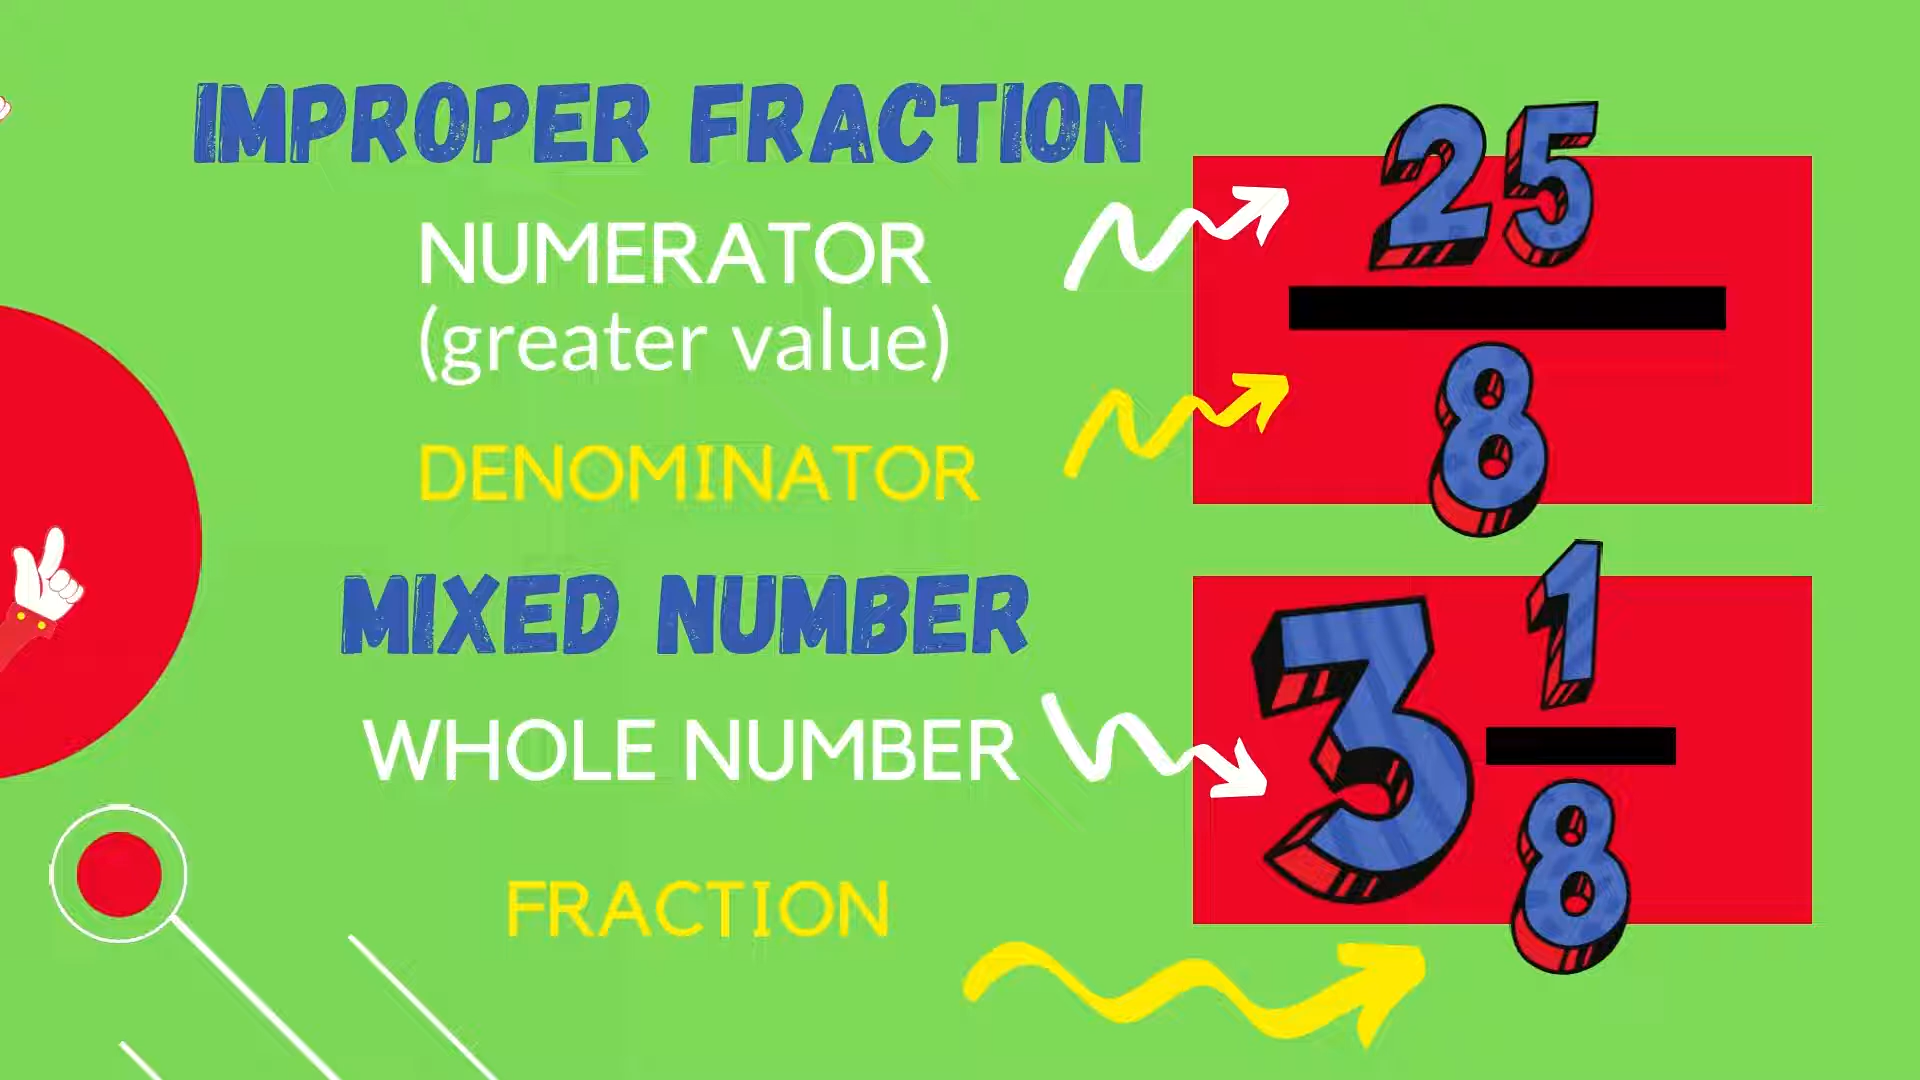 IMPROPER FRACTION
NUMERATOR
(greater value)
DENOMINATOR
25
8
MIXED NUMBER
WHOLE NUMBER
FRACTION
3 1
8